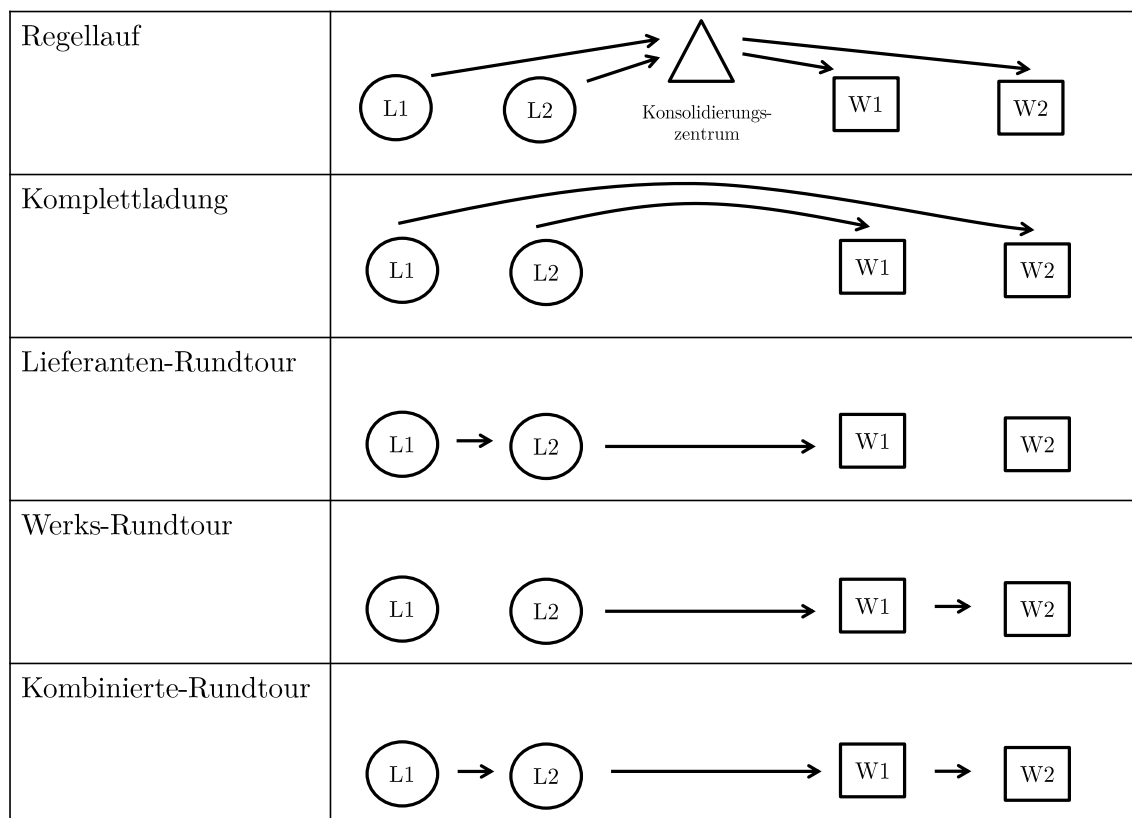 Regellauf
L1
L2
Konsolidierungs-
zentrum
W1
W2
Komplettladung
L1
L2
W1
W2
Lieferanten-Rundtour
L1
L2
W1
W2
Werks-Rundtour
L1
L2
W1
W2
Kombinierte-Rundtour
L1
L2
W1
W2